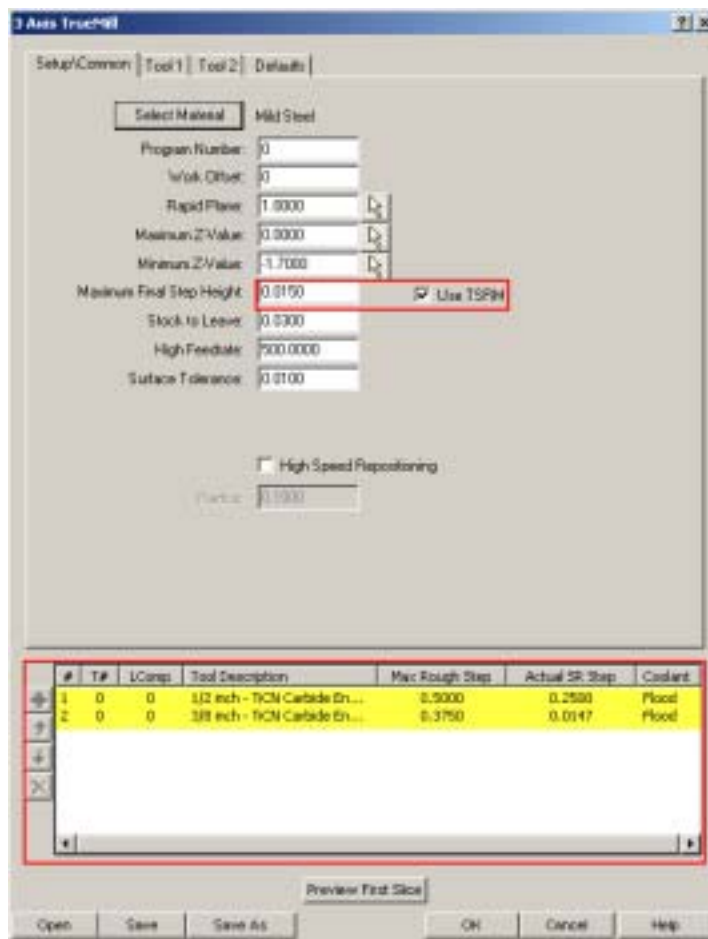 3 Axis TrueMill
Setup\Common Tool 1 Tool 2 Defaults
Select Material Mild Steel
Program Number: 0
Work Offset: 0
Rapid Plane: 1.0000
Maximum Z-Value: 0.0000
Minimum Z-Value: -1.7000
Maximum Final Step Height: 0.0150 Use TSRM
Stock to Leave: 0.0300
High Feedrate: 500.0000
Surface Tolerance: 0.0100
High Speed Repositioning
Radius: 0.1000
# T# LComp Tool Description Max Rough Step Actual SR Step Coolant
1 0 0 1/2 inch - TiCN Carbide En... 0.5000 Flood
2 0 0 3/8 inch - TiCN Carbide En... 0.3750 0.0147 Flood
Preview First Slice
Open Save Save As OK Cancel Help